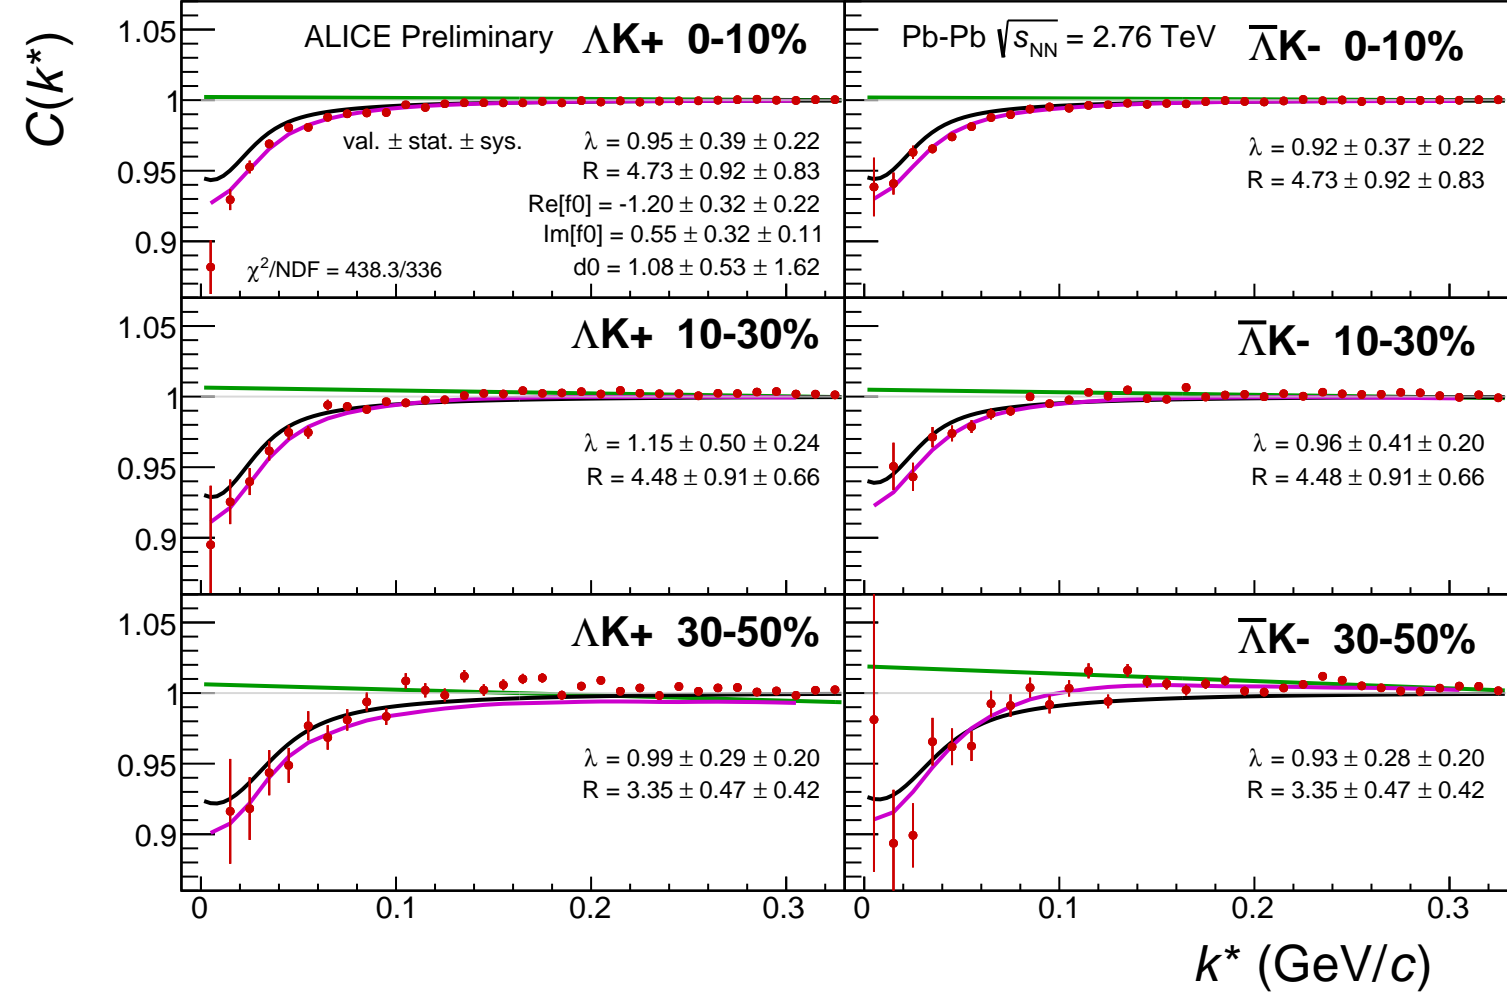 C(k*)
ALICE Preliminary ΛK+ 0-10%
val. ± stat. ± sys.
λ = 0.95 ± 0.39 ± 0.22
R = 4.73 ± 0.92 ± 0.83
Re[f0] = -1.20 ± 0.32 ± 0.22
Im[f0] = 0.55 ± 0.32 ± 0.11
d0 = 1.08 ± 0.53 ± 1.62
χ²/NDF = 438.3/336
1.05
1
0.95
0.9
Pb-Pb √sNN = 2.76 TeV Λ̅K- 0-10%
λ = 0.92 ± 0.37 ± 0.22
R = 4.73 ± 0.92 ± 0.83
ΛK+ 10-30%
λ = 1.15 ± 0.50 ± 0.24
R = 4.48 ± 0.91 ± 0.66
1.05
1
0.95
0.9
Λ̅K- 10-30%
λ = 0.96 ± 0.41 ± 0.20
R = 4.48 ± 0.91 ± 0.66
ΛK+ 30-50%
λ = 0.99 ± 0.29 ± 0.20
R = 3.35 ± 0.47 ± 0.42
1.05
1
0.95
0.9
Λ̅K- 30-50%
λ = 0.93 ± 0.28 ± 0.20
R = 3.35 ± 0.47 ± 0.42
0 0.1 0.2 0.3 0 0.1 0.2 0.3
k* (GeV/c)